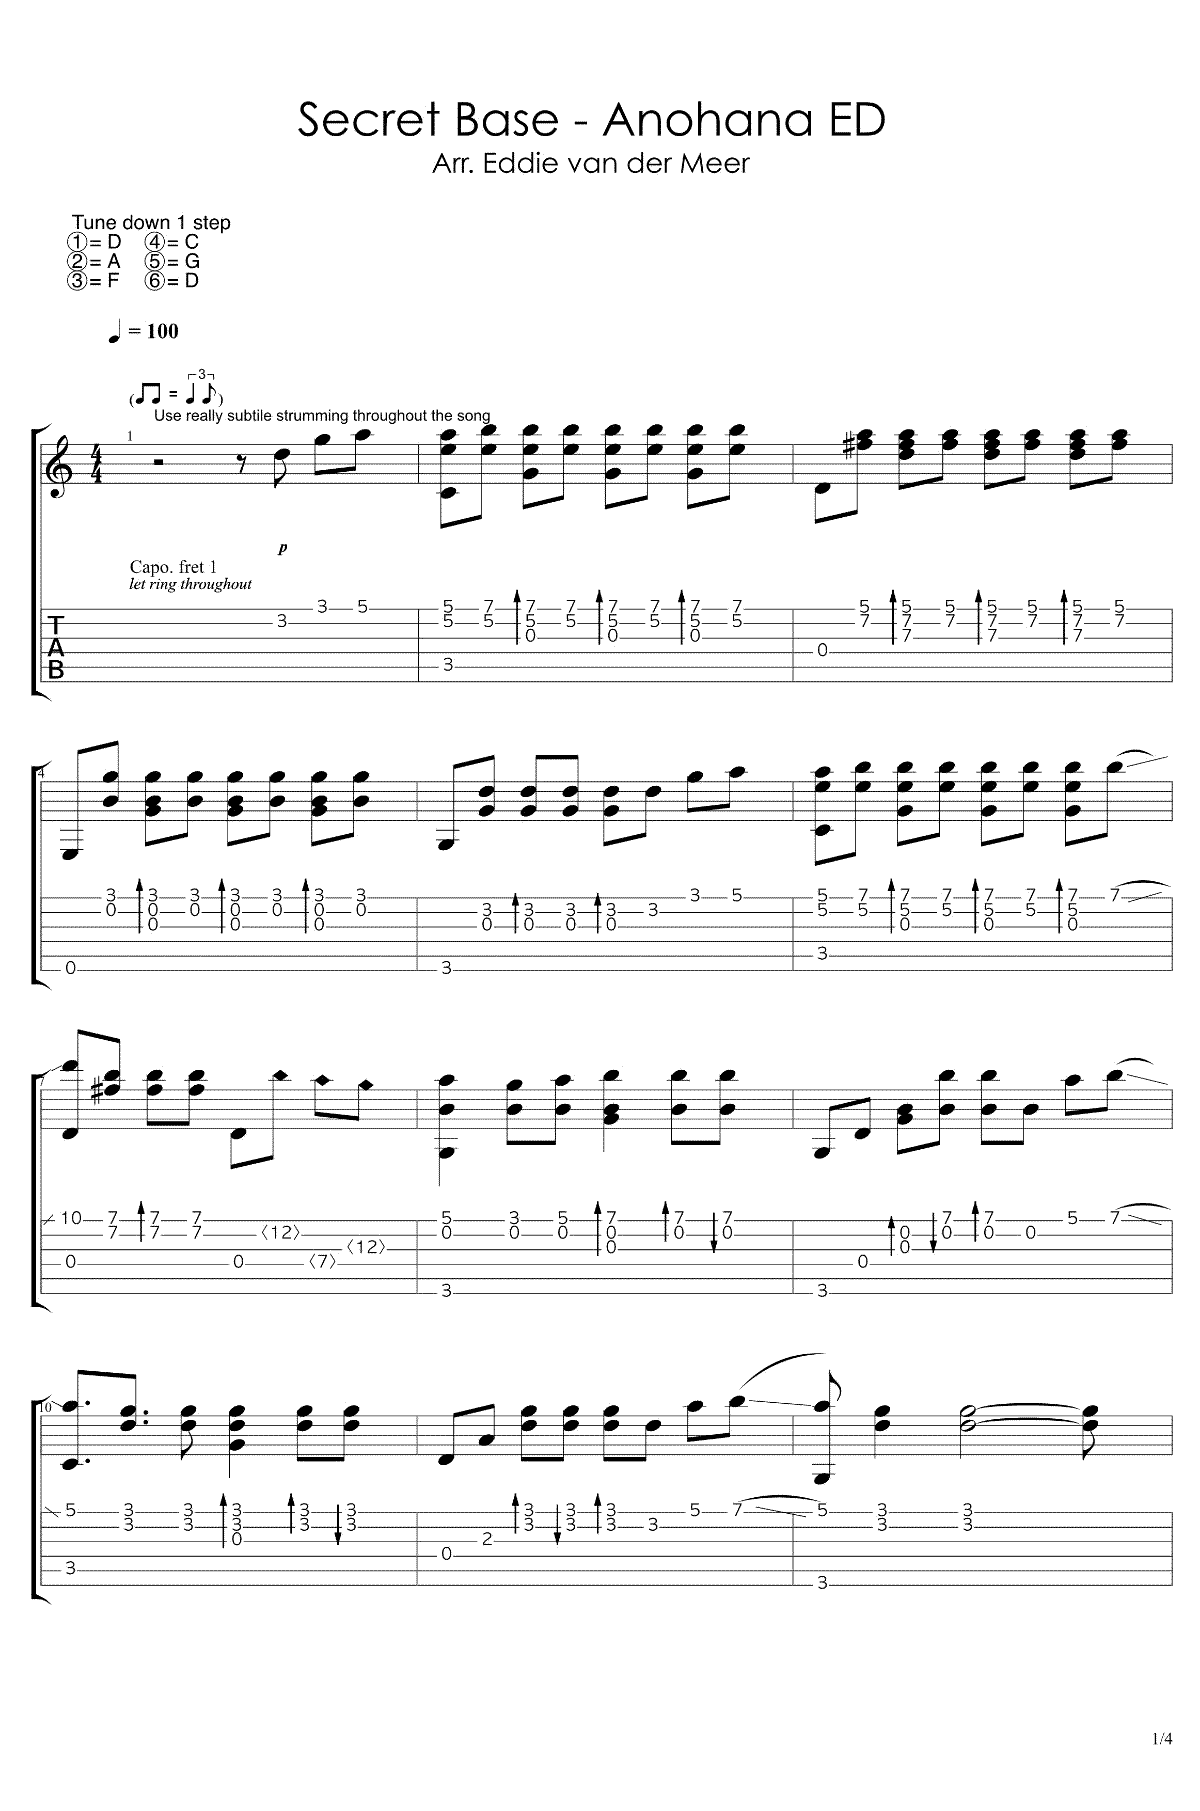 Secret Base - Anohana ED
Arr. Eddie van der Meer
Tune down 1 step
①= D ④= C
②= A ⑤= G
③= F ⑥= D
♩ = 100
(♫ = ♩ ♪) 3
Use really subtile strumming throughout the song
1
4
4
p
Capo. fret 1
let ring throughout
T
A
B
3 3 5 | 5 7 7 7 7 7 7 7 | 5 5 5 5 5 5 5
5 5 5 5 5 5 5 5 | 7 7 7 7 7 7 7
0 0 0 | 7 7 7
0
3
4
3 3 3 3 3 3 3 | 3 5 | 5 7 7 7 7 7 7 7
0 0 0 0 0 0 0 | 3 3 3 3 3 | 5 5 5 5 5 5 5
0 0 0 | 0 0 0 | 0 0 0
3
0 | 3
7
10 7 7 7 | 5 3 5 7 7 7 | 7 7 5 7
7 7 7 <12> | 0 0 0 0 0 0 | 0 0 0 0
<12> | 0 | 0
0 0 <7> | 0
3 | 3
10
5 3 3 3 3 3 | 3 3 3 5 7 | 5 3 3
3 3 3 3 3 | 3 3 3 3 | 3 3
0 | 2
0
3
3
1/4